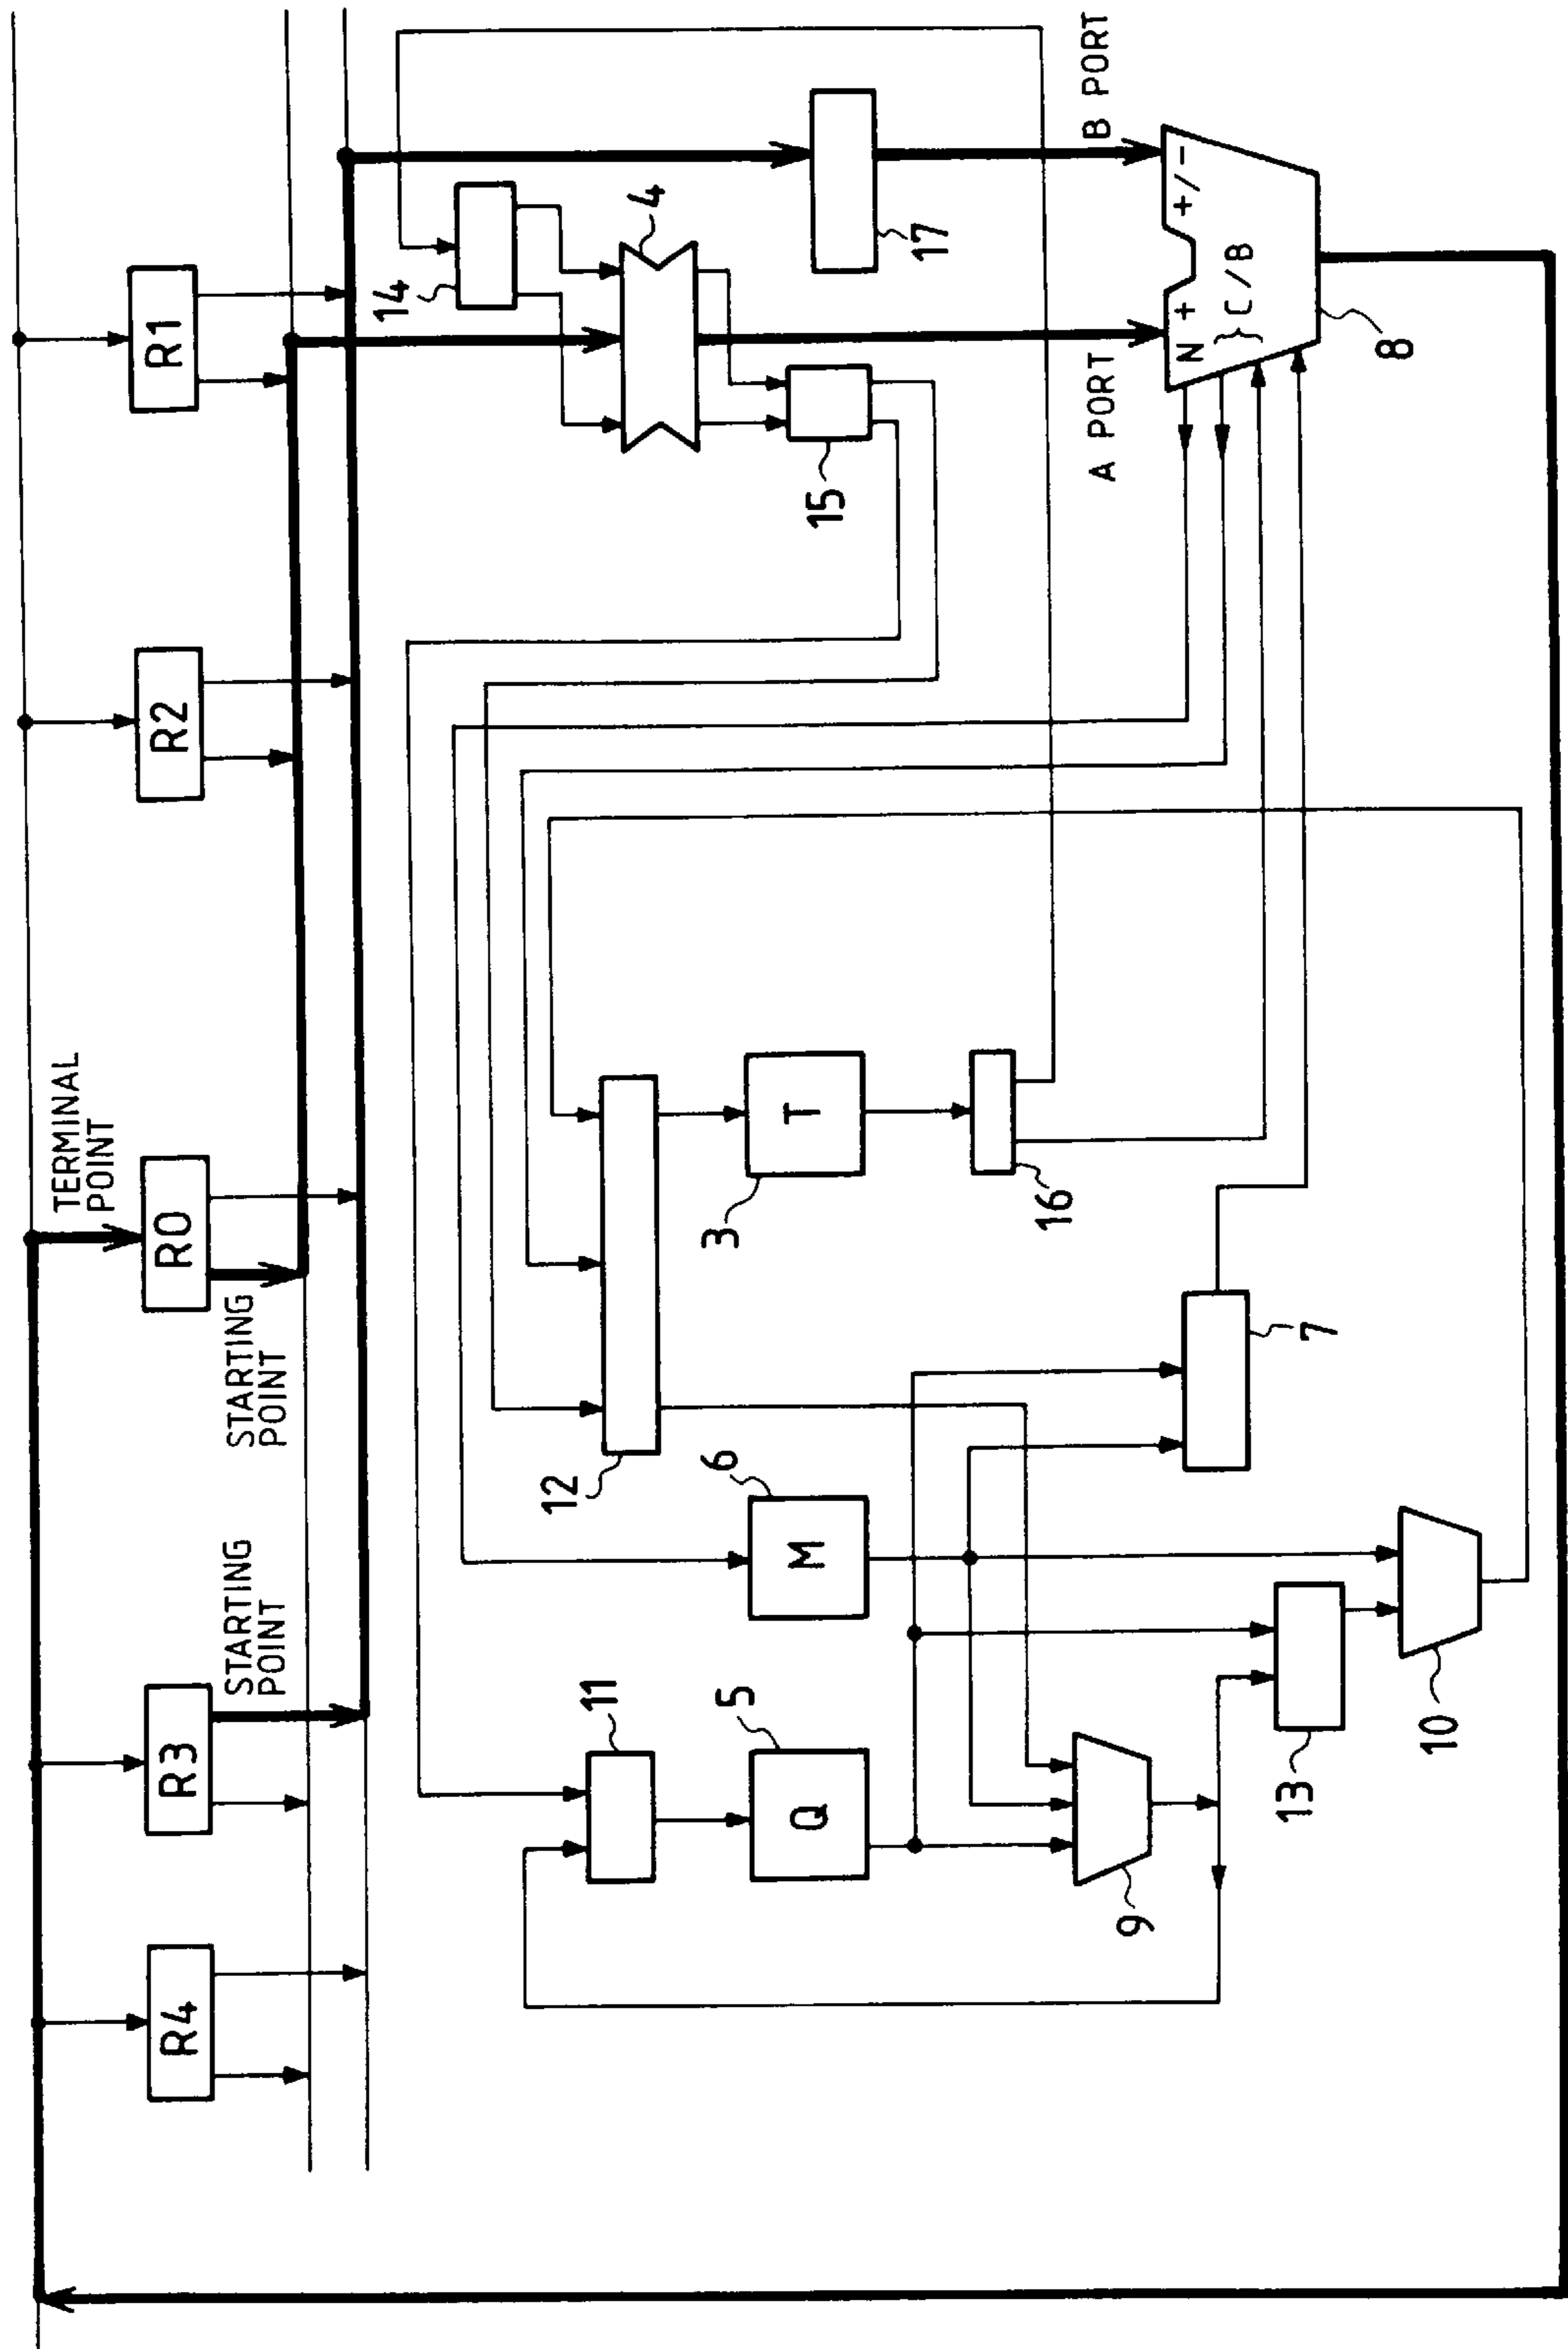 R4
R3
R0
R2
R1
TERMINAL
POINT
STARTING
POINT
STARTING
POINT
14
4
11
12
15
17
5
6
3
Q
M
T
16
9
7
A PORT
B PORT
13
N
+
+/-
C/B
10
8